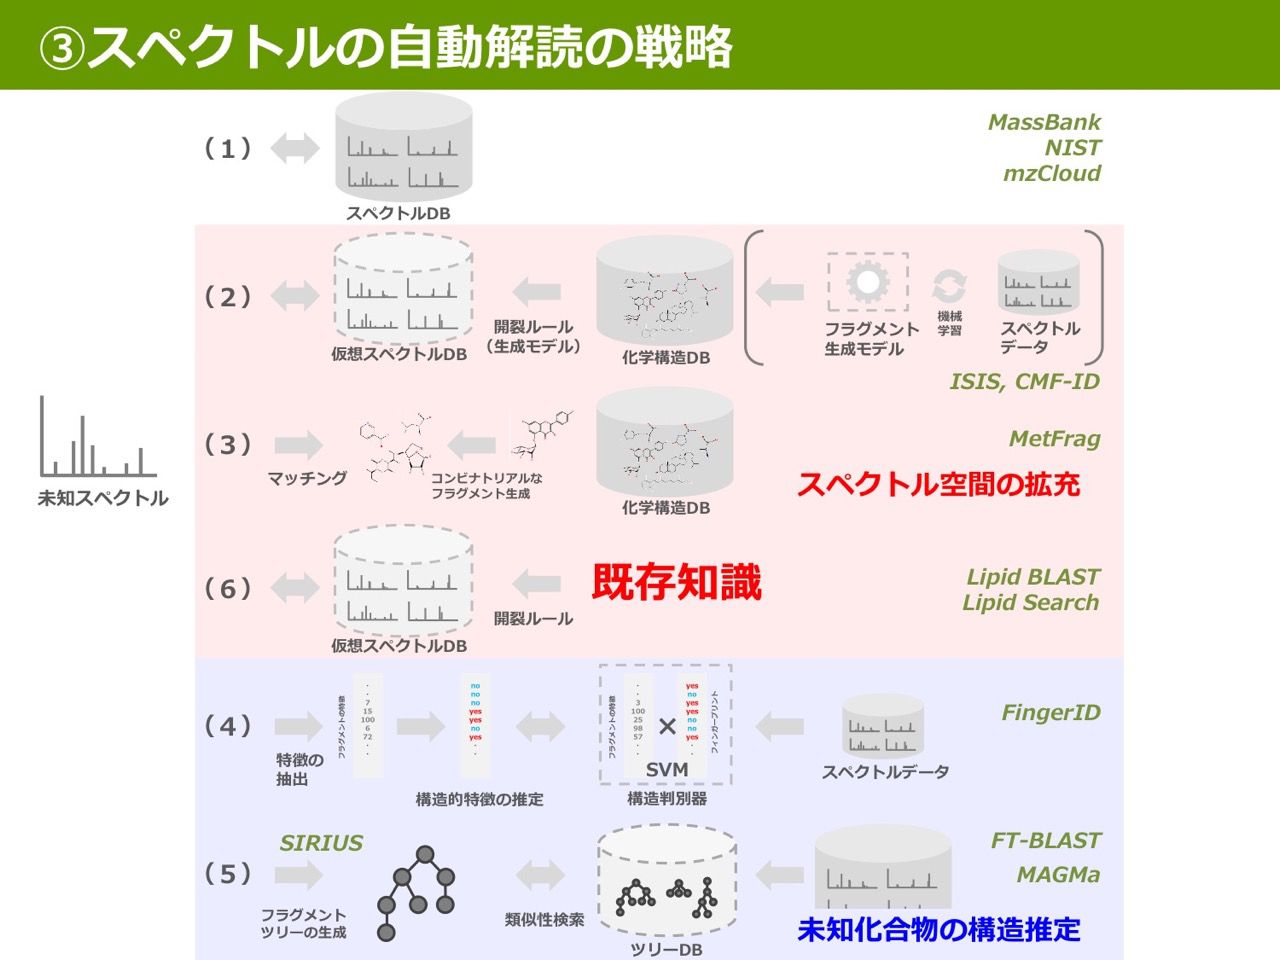 ③スペクトルの自動解読の戦略
(1)
スペクトルDB
MassBank
NIST
mzCloud
(2)
仮想スペクトルDB
開裂ルール
(生成モデル)
化学構造DB
フラグメント
生成モデル
機械
学習
スペクトル
データ
ISIS, CMF-ID
未知スペクトル
(3)
マッチング
コンビナトリアルな
フラグメント生成
化学構造DB
MetFrag
スペクトル空間の拡充
(6)
仮想スペクトルDB
開裂ルール
既存知識
Lipid BLAST
Lipid Search
(4)
特徴の
抽出
フラグメントの特徴
・
・
7
15
100
6
72
・
・
no
no
no
yes
yes
no
yes
・
・
構造的特徴の推定
フラグメントの特徴
・
・
3
100
25
98
57
・
・
×
yes
no
yes
yes
no
no
yes
・
・
フィンガープリント
SVM
構造判別器
スペクトルデータ
FingerID
(5)
SIRIUS
フラグメント
ツリーの生成
類似性検索
ツリーDB
FT-BLAST
MAGMa
未知化合物の構造推定